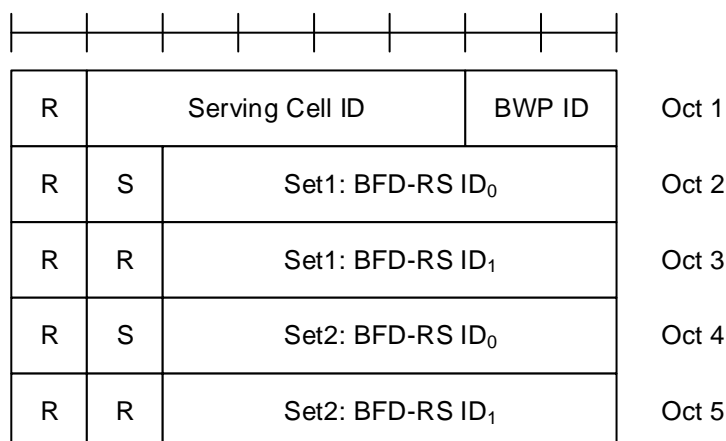 R Serving Cell ID BWP ID Oct 1
R S Set1: BFD-RS ID₀ Oct 2
R R Set1: BFD-RS ID₁ Oct 3
R S Set2: BFD-RS ID₀ Oct 4
R R Set2: BFD-RS ID₁ Oct 5